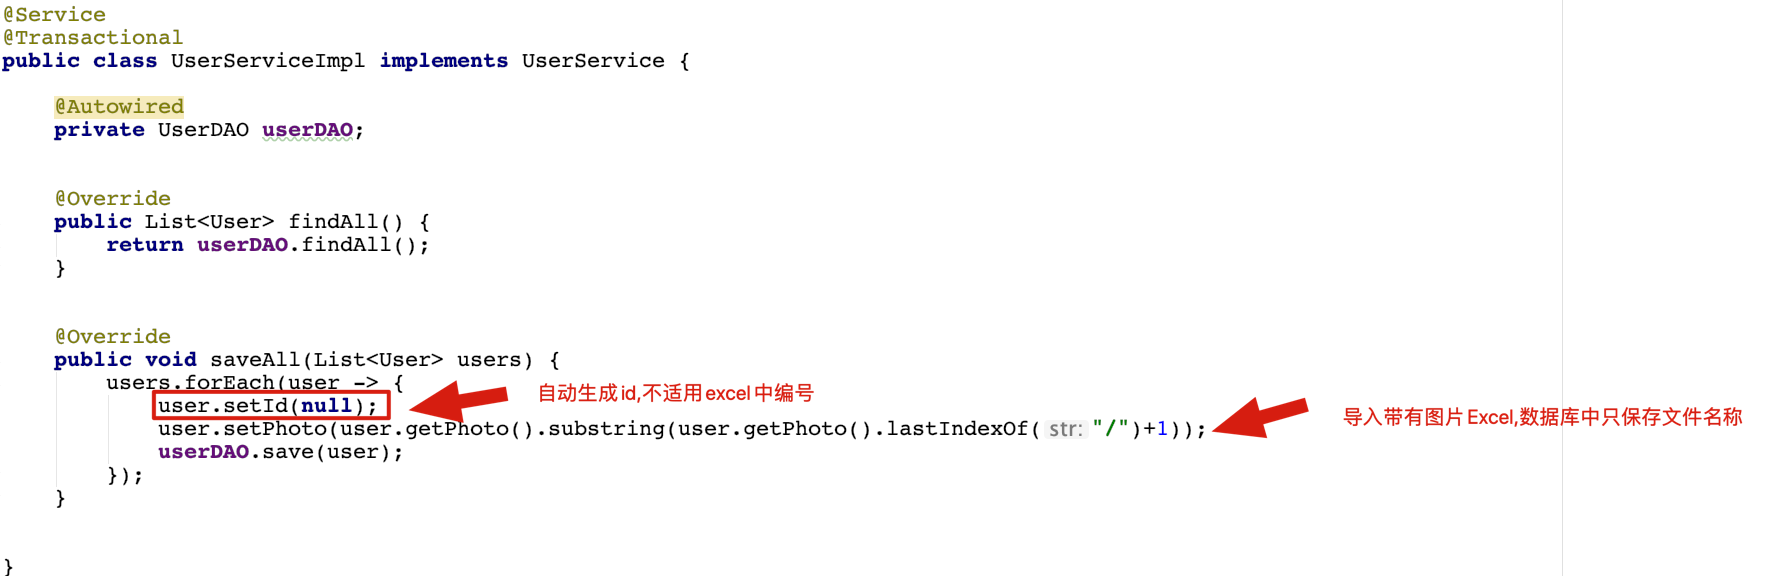 @Service
@Transactional
public class UserServiceImpl implements UserService {
@Autowired
private UserDAO userDAO;
@Override
public List<User> findAll() {
return userDAO.findAll();
}
@Override
public void saveAll(List<User> users) {
users.forEach(user -> {
user.setId(null);
自动生成id,不适用excel中编号
user.setPhoto(user.getPhoto().substring(user.getPhoto().lastIndexOf( str: "/")+1));
导入带有图片Excel,数据库中只保存文件名称
userDAO.save(user);
});
}
}